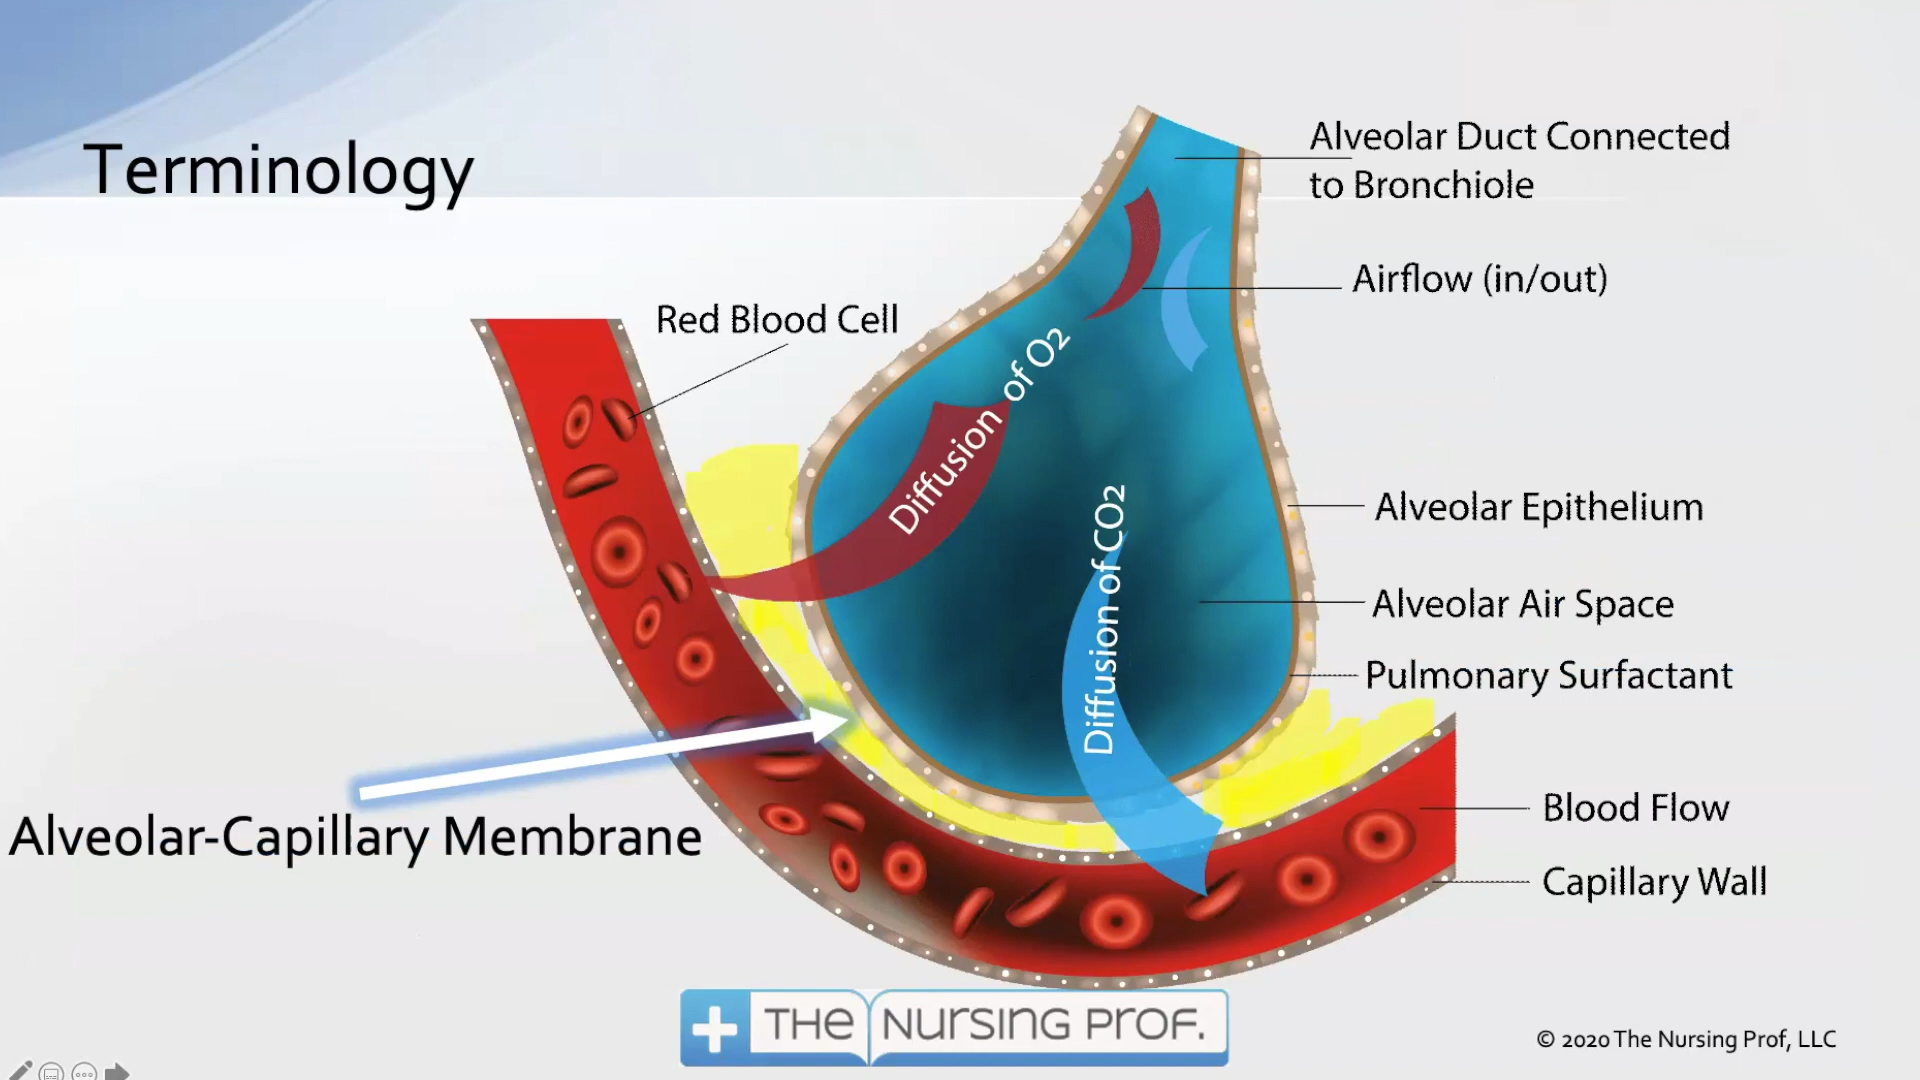 Terminology
Alveolar Duct Connected
to Bronchiole
Airflow (in/out)
Red Blood Cell
Diffusion of O2
Diffusion of CO2
Alveolar Epithelium
Alveolar Air Space
Pulmonary Surfactant
Alveolar-Capillary Membrane
Blood Flow
Capillary Wall
THE NURSING PROF.
© 2020 The Nursing Prof, LLC